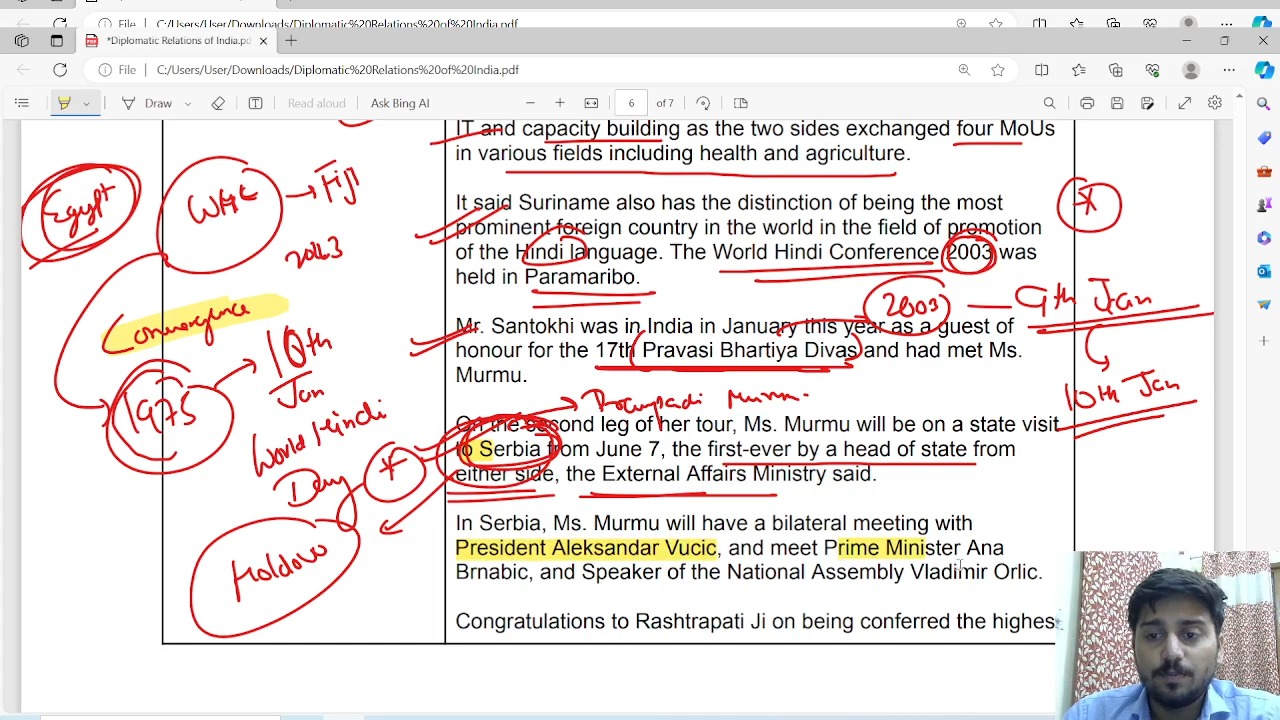 File C:/Users/User/Downloads/Diplomatic%20Relations%20of%20India.pdf
*Diplomatic Relations of India.pd
File C:/Users/User/Downloads/Diplomatic%20Relations%20of%20India.pdf
Draw Read aloud Ask Bing AI 6 of 7
IT and capacity building as the two sides exchanged four MoUs
in various fields including health and agriculture.
It said Suriname also has the distinction of being the most
prominent foreign country in the world in the field of promotion
of the Hindi language. The World Hindi Conference 2003 was
held in Paramaribo.
Mr. Santokhi was in India in January this year as a guest of
honour for the 17th Pravasi Bhartiya Divas and had met Ms.
Murmu.
On the second leg of her tour, Ms. Murmu will be on a state visit
to Serbia from June 7, the first-ever by a head of state from
either side, the External Affairs Ministry said.
In Serbia, Ms. Murmu will have a bilateral meeting with
President Aleksandar Vucic, and meet Prime Minister Ana
Brnabic, and Speaker of the National Assembly Vladimir Orlic.
Congratulations to Rashtrapati Ji on being conferred the highes
Egypt
WHC
Fiji
2023
Convergence
1975
10th
Jan
World Hindi
Day
Moldova
2003
9th Jan
10th Jan
Draupadi Murmu